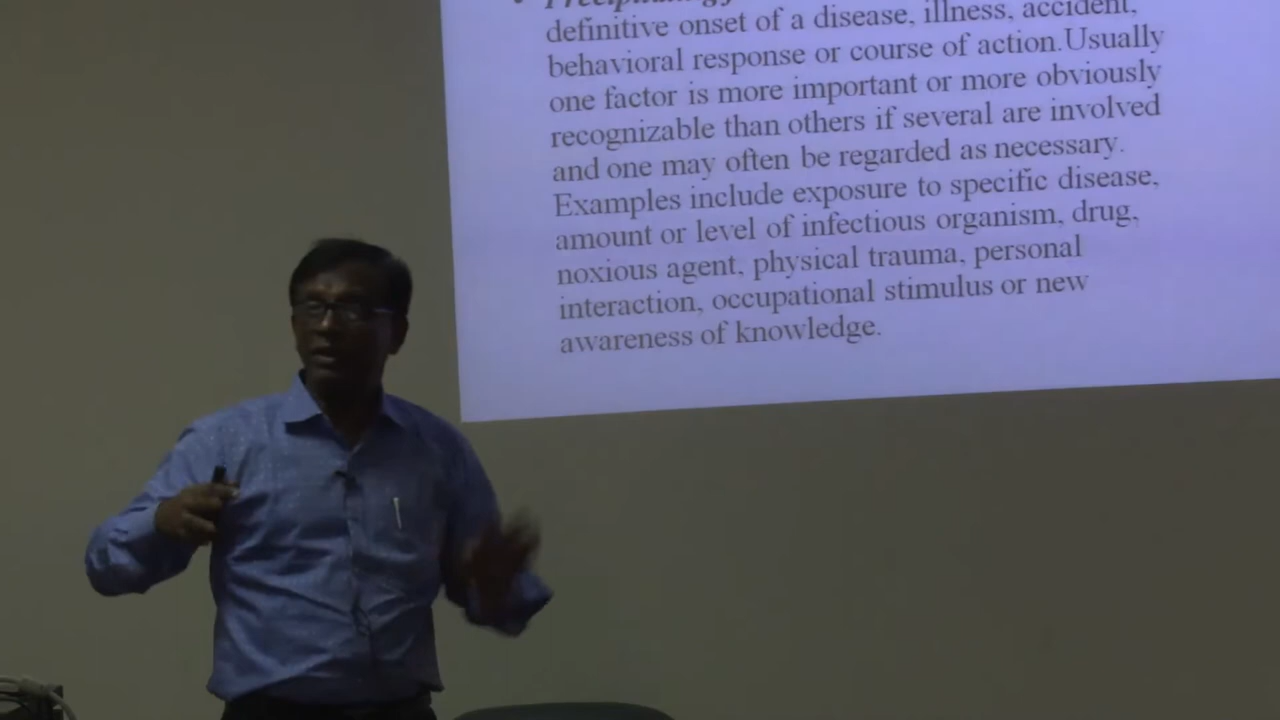 definitive onset of a disease, illness, accident,
behavioral response or course of action.Usually
one factor is more important or more obviously
recognizable than others if several are involved
and one may often be regarded as necessary.
Examples include exposure to specific disease,
amount or level of infectious organism, drug,
noxious agent, physical trauma, personal
interaction, occupational stimulus or new
awareness of knowledge.